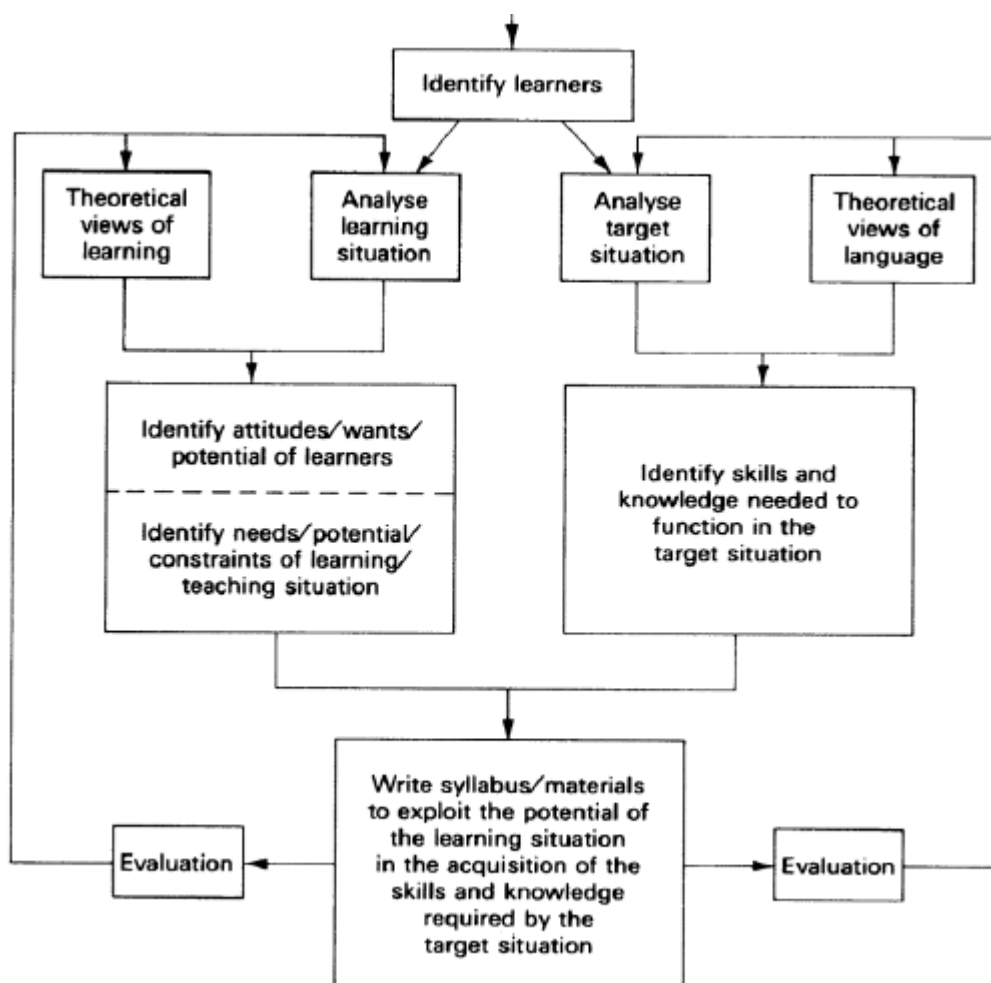 Identify learners
Theoretical
views of
learning
Analyse
learning
situation
Analyse
target
situation
Theoretical
views of
language
Identify attitudes/wants/
potential of learners
Identify needs/potential/
constraints of learning/
teaching situation
Identify skills and
knowledge needed to
function in the
target situation
Write syllabus/materials
to exploit the potential of
the learning situation
in the acquisition of the
skills and knowledge
required by the
target situation
Evaluation
Evaluation